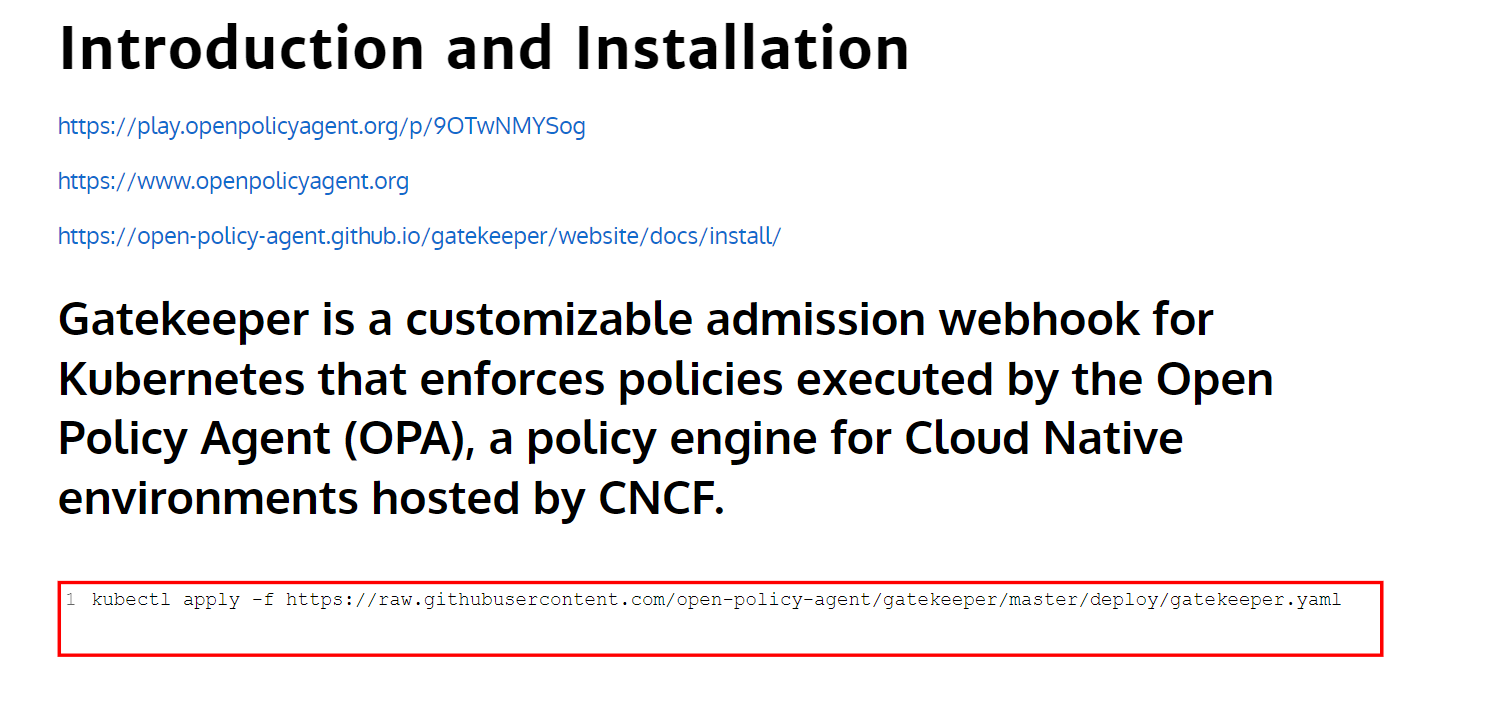 Introduction and Installation
https://play.openpolicyagent.org/p/9OTwNMYSog
https://www.openpolicyagent.org
https://open-policy-agent.github.io/gatekeeper/website/docs/install/
Gatekeeper is a customizable admission webhook for
Kubernetes that enforces policies executed by the Open
Policy Agent (OPA), a policy engine for Cloud Native
environments hosted by CNCF.
1 kubectl apply -f https://raw.githubusercontent.com/open-policy-agent/gatekeeper/master/deploy/gatekeeper.yaml